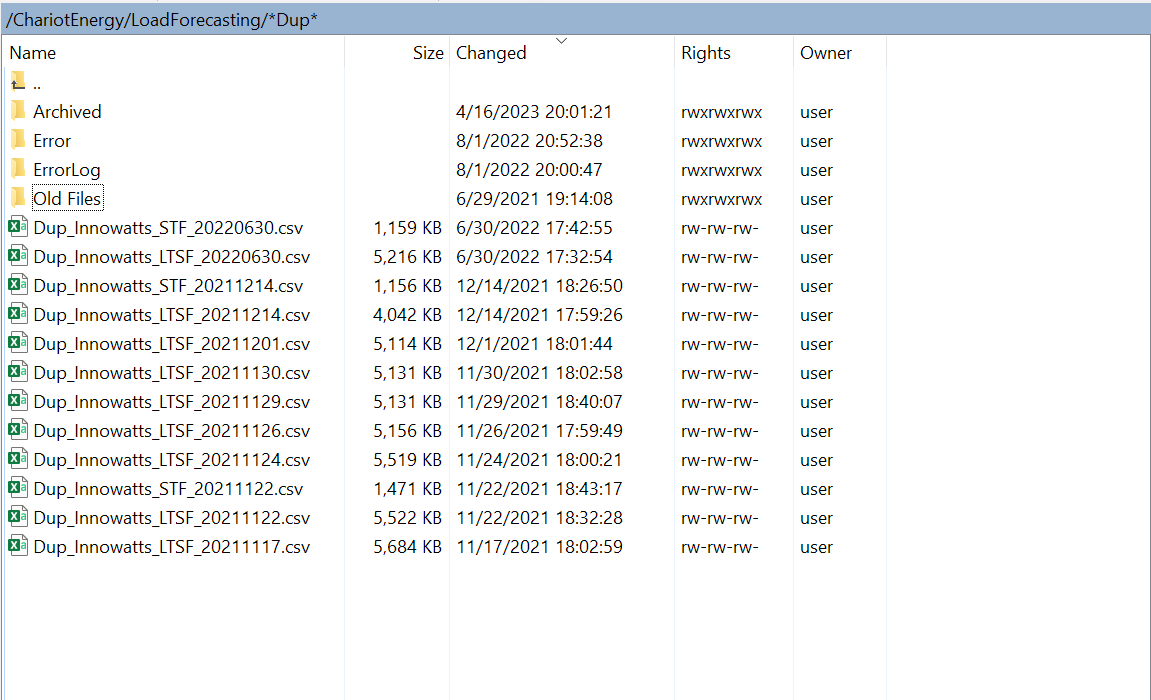 /ChariotEnergy/LoadForecasting/*Dup*
Name Size Changed Rights Owner
..
Archived 4/16/2023 20:01:21 rwxrwxrwx user
Error 8/1/2022 20:52:38 rwxrwxrwx user
ErrorLog 8/1/2022 20:00:47 rwxrwxrwx user
Old Files 6/29/2021 19:14:08 rwxrwxrwx user
Dup_Innowatts_STF_20220630.csv 1,159 KB 6/30/2022 17:42:55 rw-rw-rw- user
Dup_Innowatts_LTSF_20220630.csv 5,216 KB 6/30/2022 17:32:54 rw-rw-rw- user
Dup_Innowatts_STF_20211214.csv 1,156 KB 12/14/2021 18:26:50 rw-rw-rw- user
Dup_Innowatts_LTSF_20211214.csv 4,042 KB 12/14/2021 17:59:26 rw-rw-rw- user
Dup_Innowatts_LTSF_20211201.csv 5,114 KB 12/1/2021 18:01:44 rw-rw-rw- user
Dup_Innowatts_LTSF_20211130.csv 5,131 KB 11/30/2021 18:02:58 rw-rw-rw- user
Dup_Innowatts_LTSF_20211129.csv 5,131 KB 11/29/2021 18:40:07 rw-rw-rw- user
Dup_Innowatts_LTSF_20211126.csv 5,156 KB 11/26/2021 17:59:49 rw-rw-rw- user
Dup_Innowatts_LTSF_20211124.csv 5,519 KB 11/24/2021 18:00:21 rw-rw-rw- user
Dup_Innowatts_STF_20211122.csv 1,471 KB 11/22/2021 18:43:17 rw-rw-rw- user
Dup_Innowatts_LTSF_20211122.csv 5,522 KB 11/22/2021 18:32:28 rw-rw-rw- user
Dup_Innowatts_LTSF_20211117.csv 5,684 KB 11/17/2021 18:02:59 rw-rw-rw- user